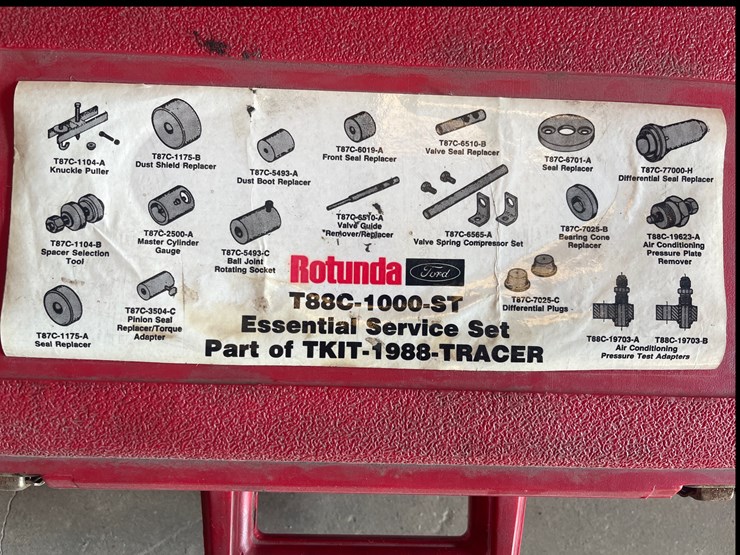 T87C-1104-A
Knuckle Puller
T87C-1175-B
Dust Shield Replacer
T87C-5493-A
Dust Boot Replacer
T87C-6019-A
Front Seal Replacer
T87C-6510-B
Valve Seal Replacer
T87C-6701-A
Seal Replacer
T87C-77000-H
Differential Seal Replacer
T87C-1104-B
Spacer Selection
Tool
T87C-2500-A
Master Cylinder
Gauge
T87C-5493-C
Ball Joint
Rotating Socket
T87C-6510-A
Valve Guide
Remover/Replacer
T87C-6565-A
Valve Spring Compressor Set
T87C-7025-B
Bearing Cone
Replacer
T88C-19623-A
Air Conditioning
Pressure Plate
Remover
T87C-1175-A
Seal Replacer
T87C-3504-C
Pinion Seal
Replacer/Torque
Adapter
T87C-7025-C
Differential Plugs
T88C-19703-A T88C-19703-B
Air Conditioning
Pressure Test Adapters
Rotunda Ford
T88C-1000-ST
Essential Service Set
Part of TKIT-1988-TRACER